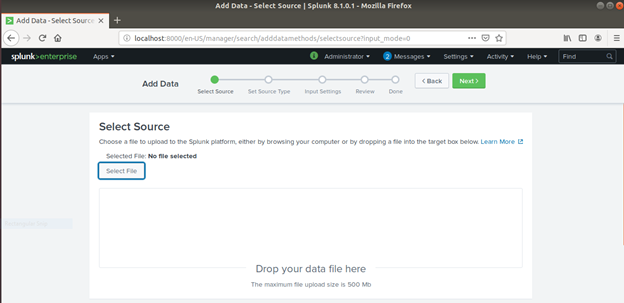 Add Data - Select Source | Splunk 8.1.0.1 - Mozilla Firefox
Add Data - Select Source
localhost:8000/en-US/manager/search/adddatamethods/selectsource?input_mode=0
splunk>enterprise Apps Administrator 2 Messages Settings Activity Help Find
Add Data
Select Source Set Source Type Input Settings Review Done
< Back Next >
Select Source
Choose a file to upload to the Splunk platform, either by browsing your computer or by dropping a file into the target box below. Learn More
Selected File: No file selected
Select File
Drop your data file here
The maximum file upload size is 500 Mb